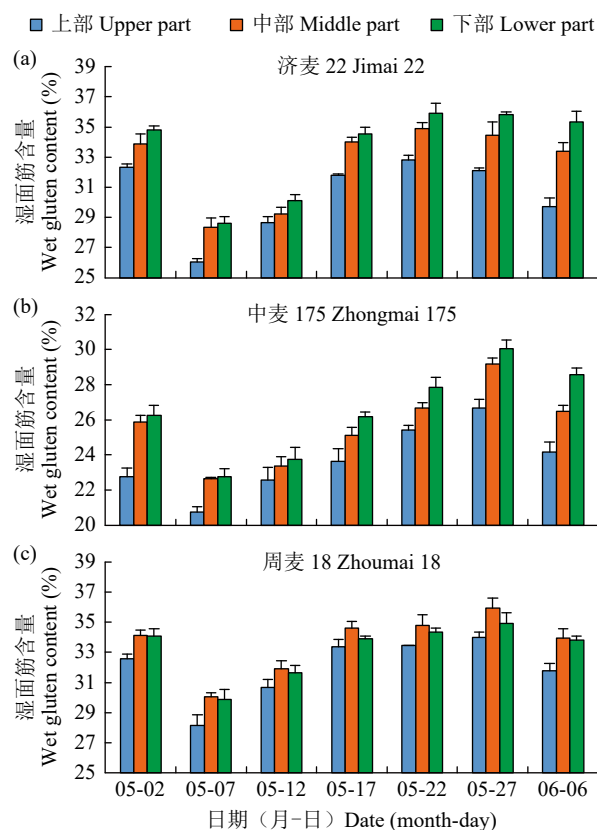 上部 Upper part 中部 Middle part 下部 Lower part
(a)
济麦 22 Jimai 22
湿面筋含量
Wet gluten content (%)
39
37
35
33
31
29
27
25
(b)
中麦 175 Zhongmai 175
湿面筋含量
Wet gluten content (%)
32
30
28
26
24
22
20
(c)
周麦 18 Zhoumai 18
湿面筋含量
Wet gluten content (%)
39
37
35
33
31
29
27
25
05-02 05-07 05-12 05-17 05-22 05-27 06-06
日期（月-日）Date (month-day)